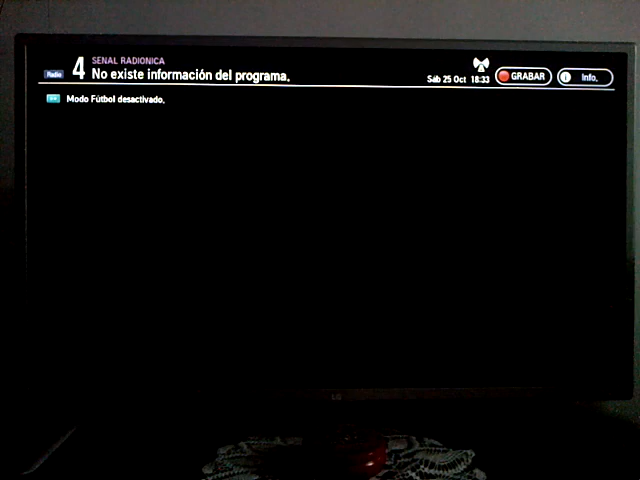 Radio 4 SENAL RADIONICA
No existe información del programa.
Sáb 25 Oct 18:33
GRABAR
i Info.
Modo Fútbol desactivado.
LG